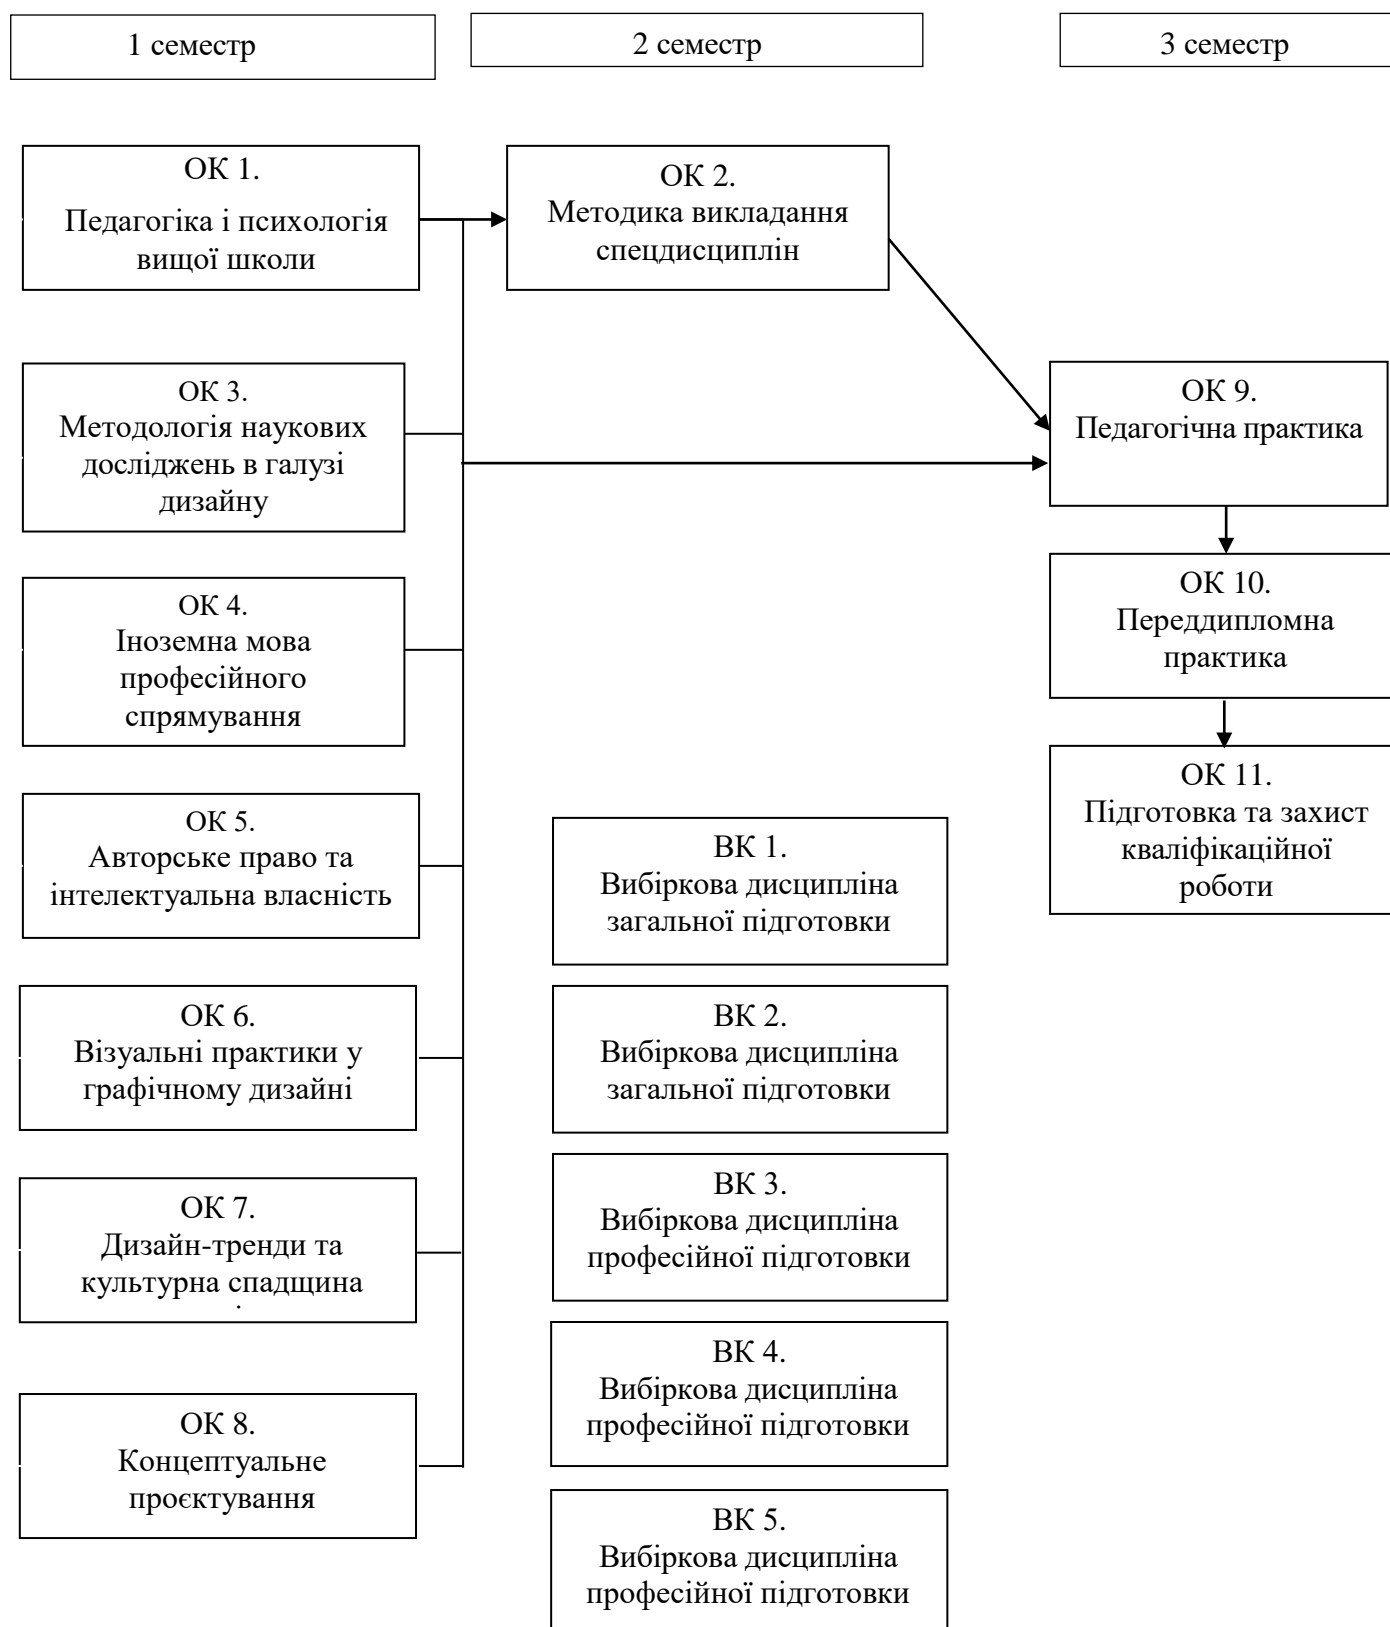 1 семестр
2 семестр
3 семестр
ОК 1.
Педагогіка і психологія
вищої школи
ОК 2.
Методика викладання
спецдисциплін
ОК 3.
Методологія наукових
досліджень в галузі
дизайну
ОК 9.
Педагогічна практика
ОК 4.
Іноземна мова
професійного
спрямування
ОК 10.
Переддипломна
практика
ОК 5.
Авторське право та
інтелектуальна власність
ОК 11.
Підготовка та захист
кваліфікаційної
роботи
ВК 1.
Вибіркова дисципліна
загальної підготовки
ОК 6.
Візуальні практики у
графічному дизайні
ВК 2.
Вибіркова дисципліна
загальної підготовки
ОК 7.
Дизайн-тренди та
культурна спадщина
ВК 3.
Вибіркова дисципліна
професійної підготовки
ОК 8.
Концептуальне
проєктування
ВК 4.
Вибіркова дисципліна
професійної підготовки
ВК 5.
Вибіркова дисципліна
професійної підготовки